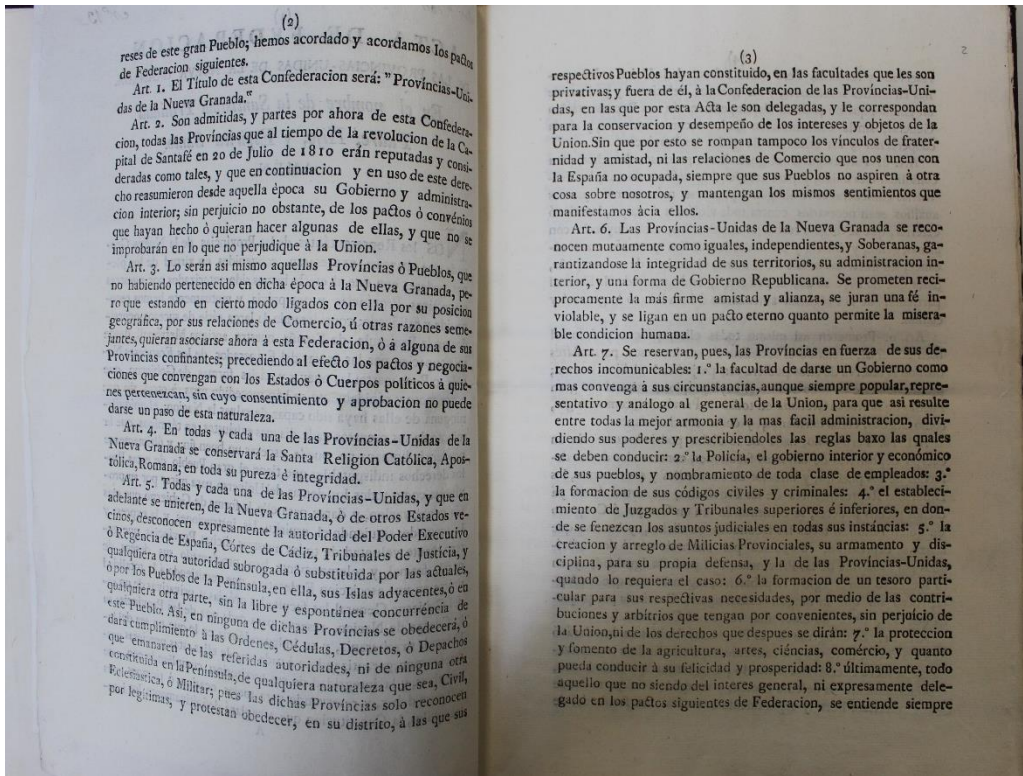 (2)
reses de este gran Pueblo; hemos acordado y acordamos los pactos
de Federacion siguientes.
Art. 1. El Título de esta Confederacion será: "Províncias-Uni-
das de la Nueva Granada."
Art. 2. Son admitidas, y partes por ahora de esta Confedera-
cion, todas las Províncias que al tiempo de la revolucion de la Ca-
pital de Santafé en 20 de Julio de 1810 erán reputadas y consi-
deradas como tales, y que en continuacion y en uso de este dere-
cho reasumieron desde aquella época su Gobierno y administra-
cion interior; sin perjuicio no obstante, de los pactos ò convénios
que hayan hecho ò quieran hacer algunas de ellas, y que no se
improbarán en lo que no perjudique à la Union.
Art. 3. Lo serán asi mismo aquellas Províncias ò Pueblos, que
no habiendo pertenecido en dicha época à la Nueva Granada, pe-
ro que estando en cierto modo ligados con ella por su posicion
geográfica, por sus relaciones de Comercio, ú otras razones seme-
jantes, quieran asociarse ahora à esta Federacion, ò à alguna de sus
Provincias confinantes; precediendo al efecto los pactos y negocia-
ciones que convengan con los Estados ò Cuerpos políticos à quie-
nes pertenezcan, sin cuyo consentimiento y aprobacion no puede
darse un paso de esta naturaleza.
Art. 4. En todas y cada una de las Províncias-Unidas de la
Nueva Granada se conservará la Santa Religion Católica, Apos-
tólica, Romana, en toda su pureza è integridad.
Art. 5. Todas y cada una de las Províncias-Unidas, y que en
adelante se unieren, de la Nueva Granada, ò de otros Estados ve-
cinos, desconocen expresamente la autoridad del Poder Executivo
ò Regéncia de España, Córtes de Cádiz, Tribunales de Justícia, y
qualquiera otra autoridad subrogada ò substituida por las actuales,
ò por los Pueblos de la Península, en ella, sus Islas adyacentes, ò en
qualquiera otra parte, sin la libre y espontánea concurréncia de
este Pueblo. Asi, en ninguna de dichas Províncias se obedecerá, ò
dará cumplimiento à las Ordenes, Cédulas, Decretos, ò Depachos
que emanaren de las referidas autoridades, ni de ninguna otra
constituida en la Península, de qualquiera naturaleza que sea, Civil,
Eclesiastica, ò Militar; pues las dichas Províncias solo reconocen
por legítimas, y protestan obedecer, en su distrito, à las que sus
(3)
2
respectivos Pueblos hayan constituido, en las facultades que les son
privativas; y fuera de él, à la Confederacion de las Províncias-Uni-
das, en las que por esta Acta le son delegadas, y le correspondan
para la conservacion y desempeño de los intereses y objetos de la
Union. Sin que por esto se rompan tampoco los vínculos de frater-
nidad y amistad, ni las relaciones de Comercio que nos unen con
la España no ocupada, siempre que sus Pueblos no aspiren à otra
cosa sobre nosotros, y mantengan los mismos sentimientos que
manifestamos ácia ellos.
Art. 6. Las Províncias-Unidas de la Nueva Granada se reco-
nocen mutuamente como iguales, independientes, y Soberanas, ga-
rantizandose la integridad de sus territorios, su administracion in-
terior, y una forma de Gobierno Republicana. Se prometen reci-
procamente la más firme amistad y alianza, se juran una fé in-
violable, y se ligan en un pacto eterno quanto permite la misera-
ble condicion humana.
Art. 7. Se reservan, pues, las Províncias en fuerza de sus de-
rechos incomunicables: 1.º la facultad de darse un Gobierno como
mas convenga à sus circunstancias, aunque siempre popular, repre-
sentativo y análogo al general de la Union, para que asi resulte
entre todas la mejor armonia y la mas facil administracion, divi-
diendo sus poderes y prescribiendoles las reglas baxo las qnales
se deben conducir: 2.º la Policía, el gobierno interior y económico
de sus pueblos, y nombramiento de toda clase de empleados: 3.º
la formacion de sus códigos civiles y criminales: 4.º el estableci-
miento de Juzgados y Tribunales superiores é inferiores, en don-
de se fenezcan los asuntos judiciales en todas sus instáncias: 5.º la
creacion y arreglo de Milicias Provinciales, su armamento y dis-
ciplina, para su propia defensa, y la de las Provincias-Unidas,
quando lo requiera el caso: 6.º la formacion de un tesoro parti-
cular para sus respectivas necesidades, por medio de las contri-
buciones y arbítrios que tengan por convenientes, sin perjuício de
la Union, ni de los derechos que despues se dirán: 7.º la proteccion
y fomento de la agricultura, artes, ciéncias, comércio, y quanto
pueda conducir à su felicidad y prosperidad: 8.º últimamente, todo
aquello que no siendo del interes general, ni expresamente dele-
gado en los pactos siguientes de Federacion, se entiende siempre